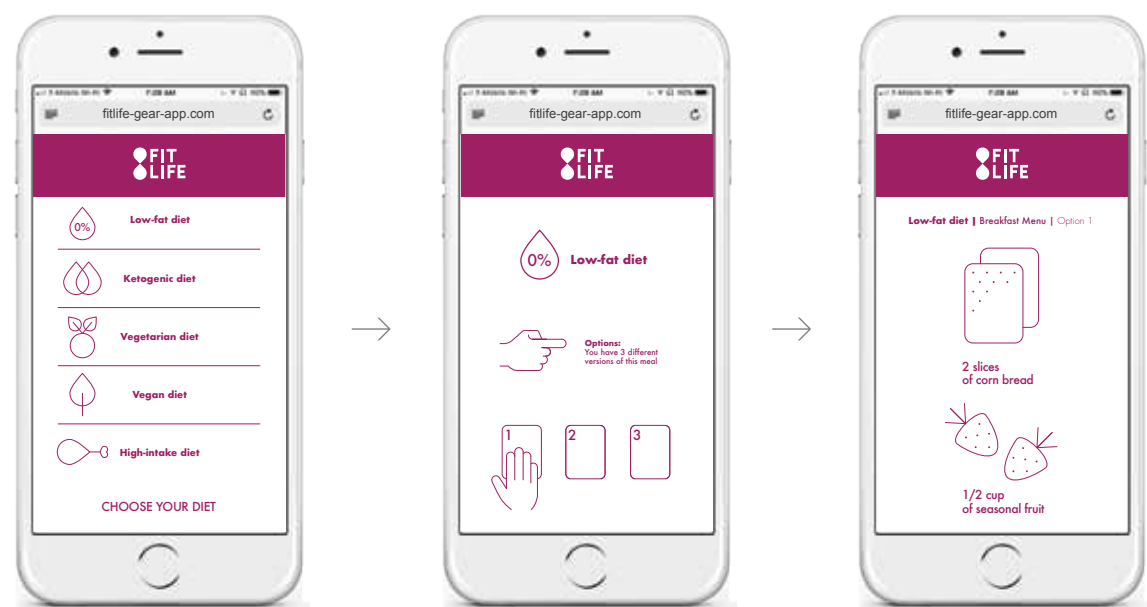 fitlife-gear-app.com
FIT
LIFE
0%
Low-fat diet
Ketogenic diet
Vegetarian diet
Vegan diet
High-intake diet
CHOOSE YOUR DIET
fitlife-gear-app.com
FIT
LIFE
0%
Low-fat diet
Options:
You have 3 different
versions of this meal
1
2
3
fitlife-gear-app.com
FIT
LIFE
Low-fat diet | Breakfast Menu | Option 1
2 slices
of corn bread
1/2 cup
of seasonal fruit